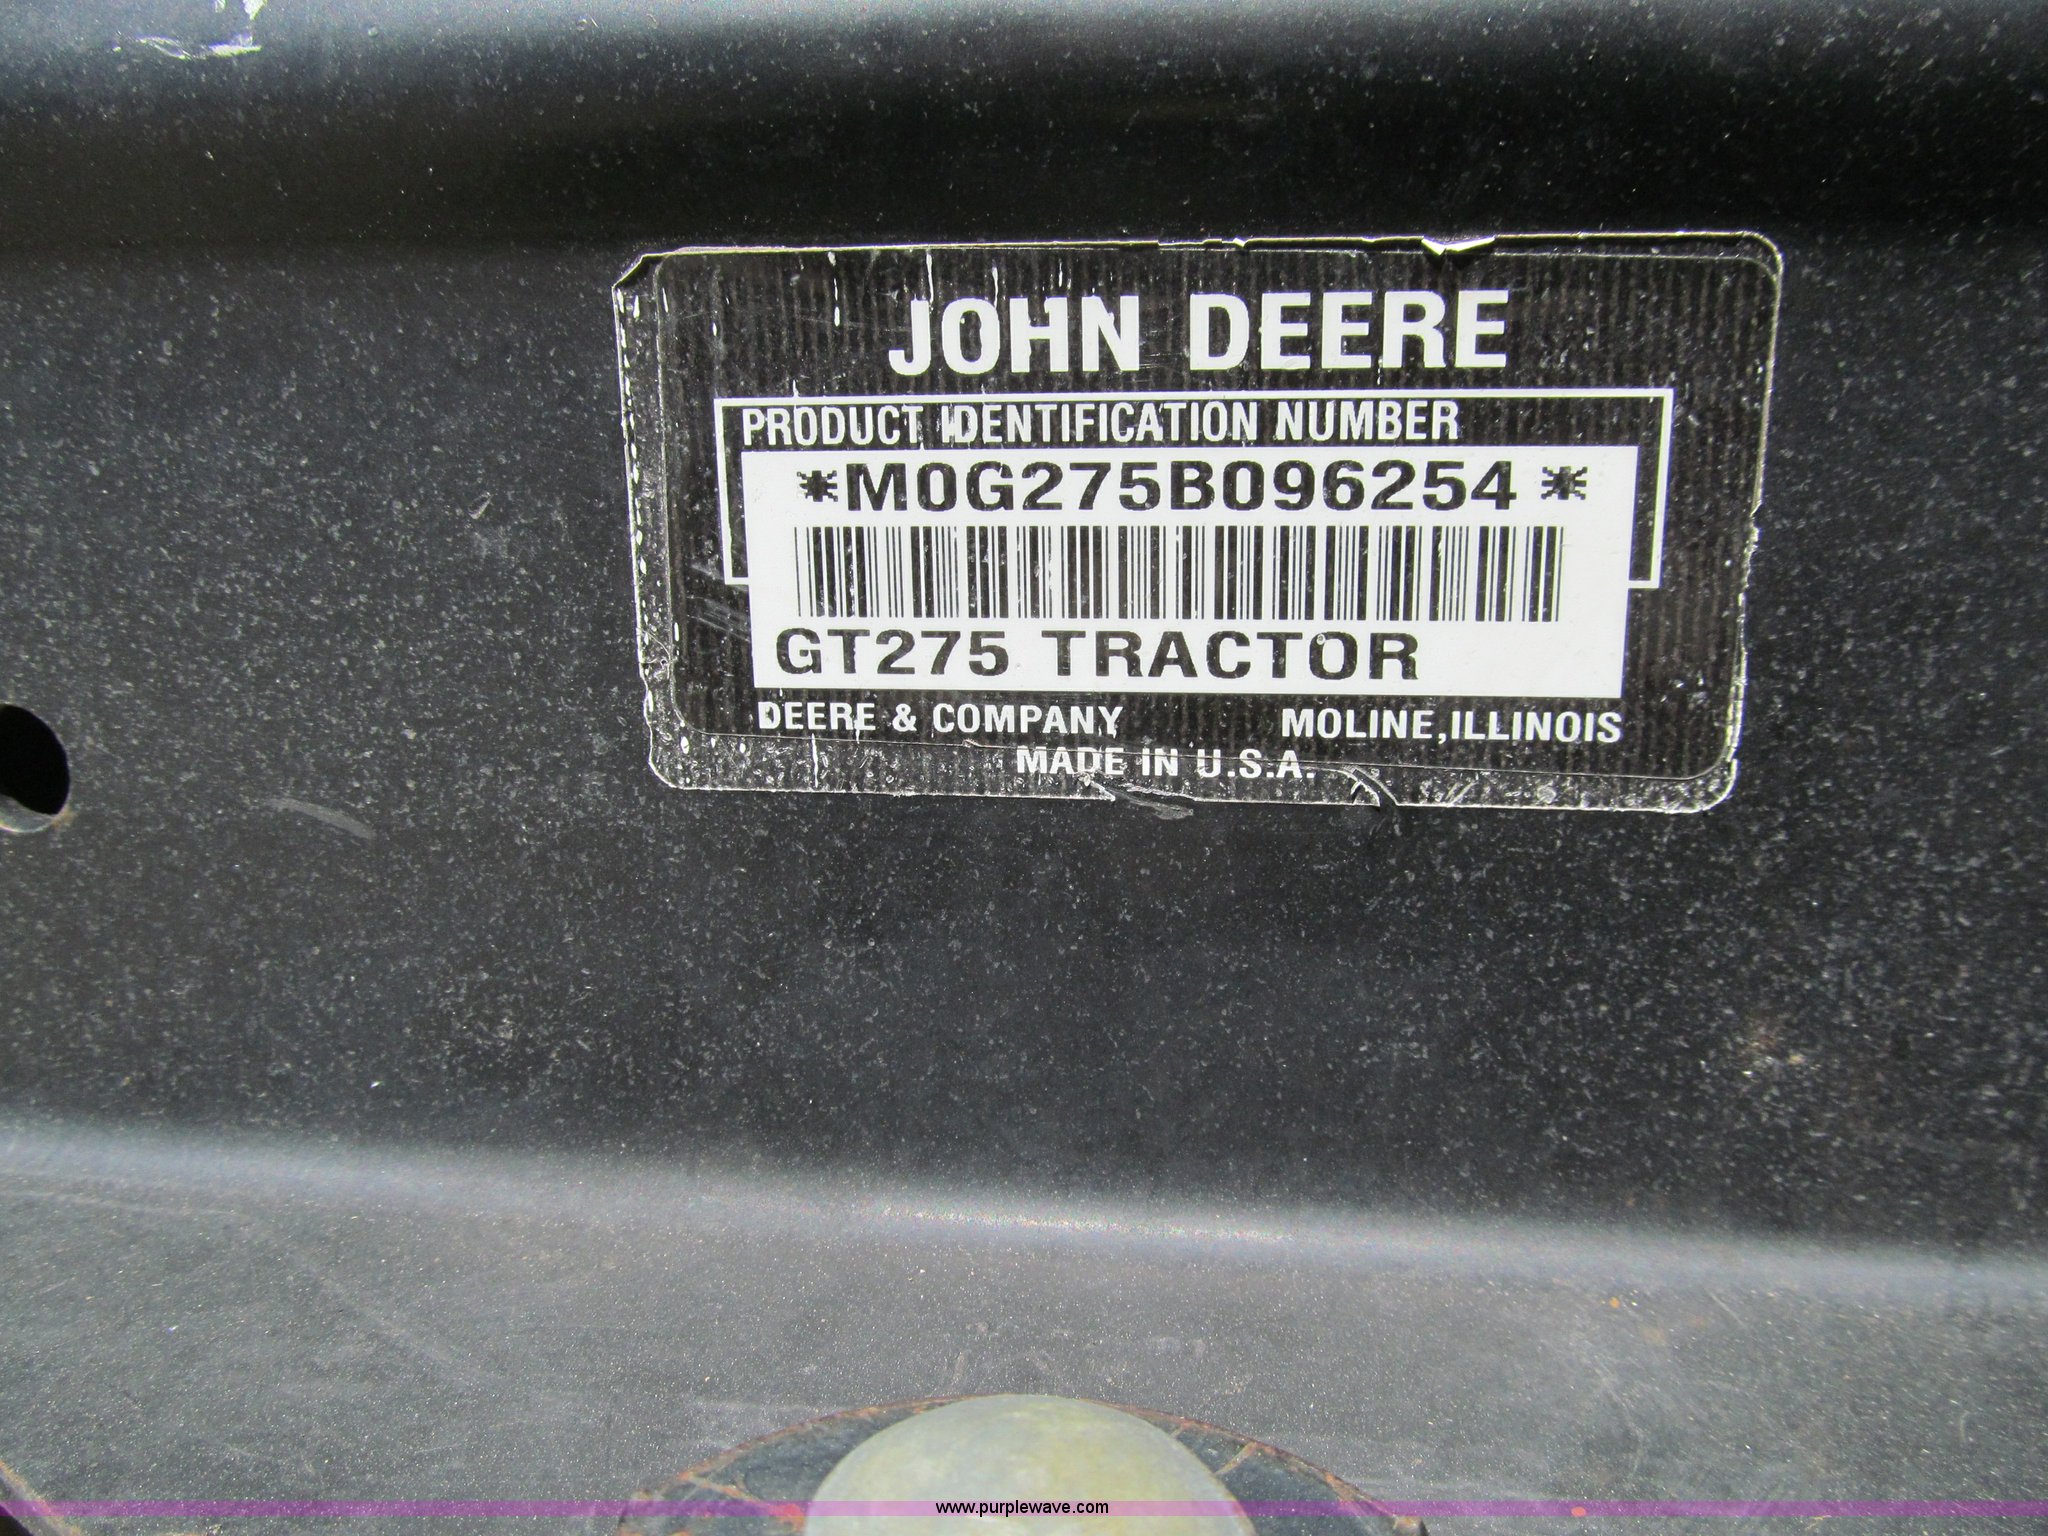 JOHN DEERE
PRODUCT IDENTIFICATION NUMBER
*M0G275B096254*
GT275 TRACTOR
DEERE & COMPANY MOLINE, ILLINOIS
MADE IN U.S.A.
www.purplewave.com